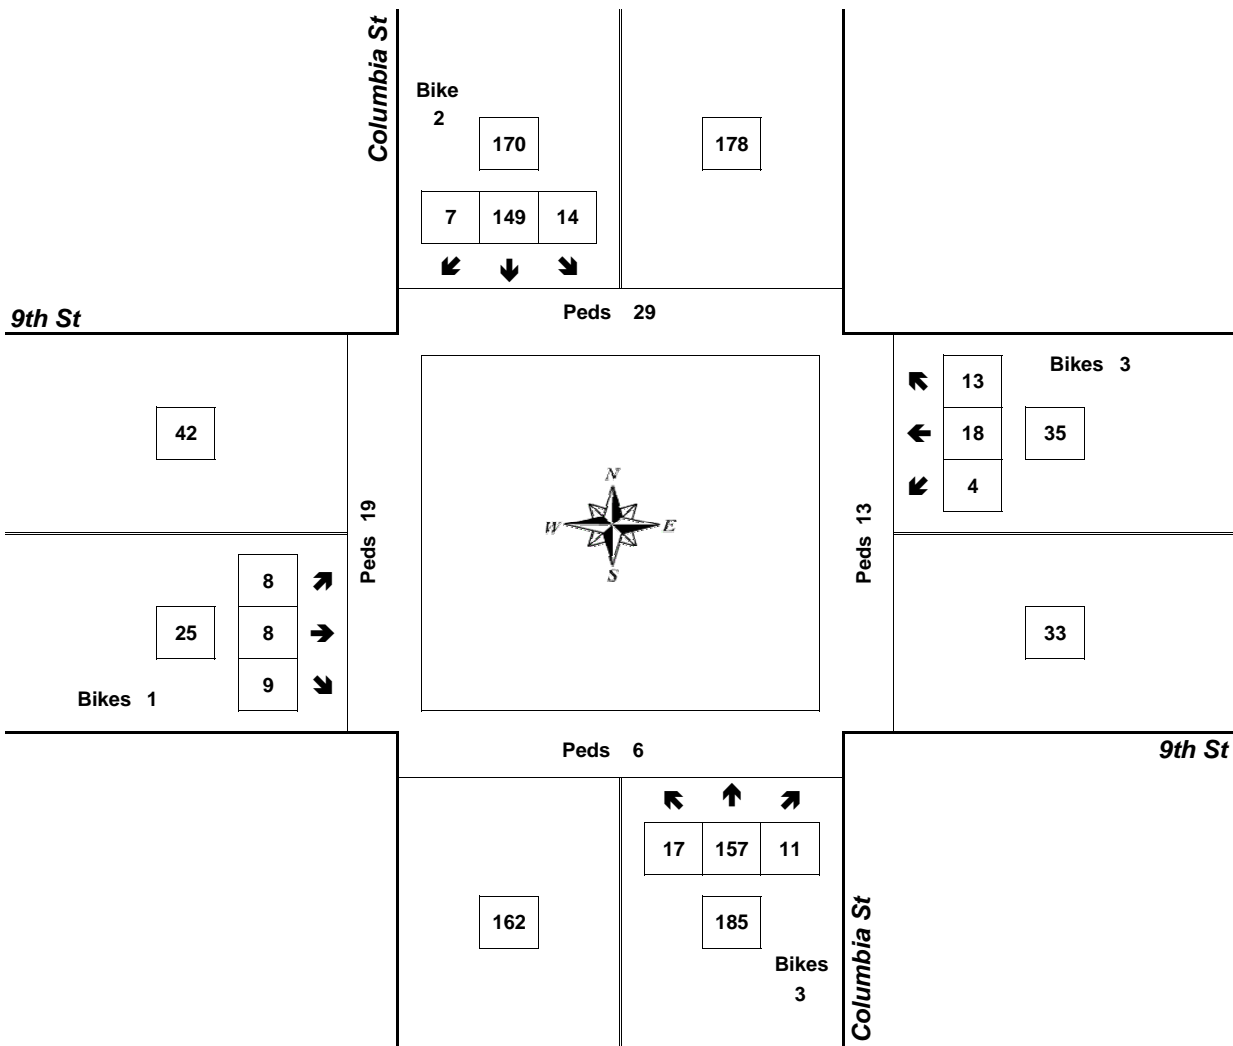 Columbia St
Bike
2
170
178
7 149 14
9th St
Peds 29
Bikes 3
13
42
18 35
4
N
W E
S
Peds 19
Peds 13
8
25 8
33
9
Bikes 1
Peds 6
9th St
17 157 11
162
185
Columbia St
Bikes
3